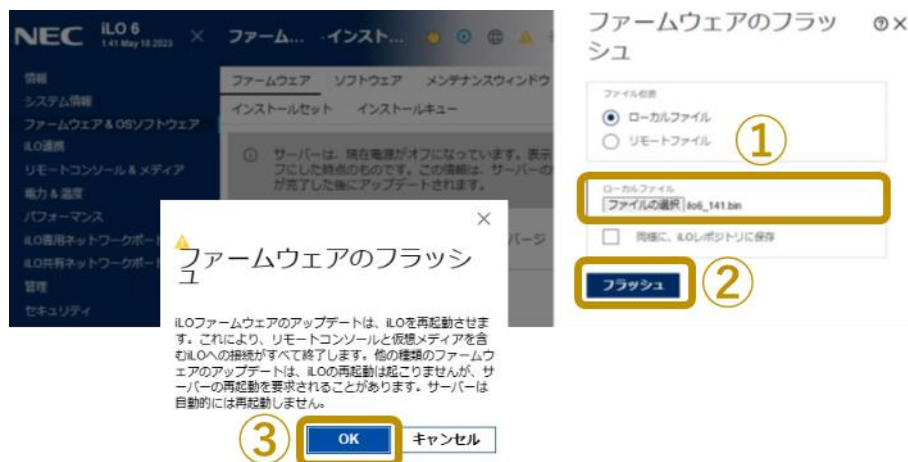 NEC iLO 6
1.41 May 18 2023
ファーム... ·インスト...
情報
システム情報
ファームウェア&OSソフトウェア
iLO連携
リモートコンソール&メディア
電力&温度
パフォーマンス
iLO専用ネットワークポー
iLO共有ネットワークポー
管理
セキュリティ
ファームウェア ソフトウェア メンテナンスウィンドウ
インストールセット インストールキュー
サーバーは、現在電源がオフになっています。表示
フにした時点のものです。この情報は、サーバーの
が完了した後にアップデートされます。
バージ
ファームウェアのフラッシ
ュ
iLOファームウェアのアップデートは、iLOを再起動させま
す。これにより、リモートコンソールと仮想メディアを含
むiLOへの接続がすべて終了します。他の種類のファームウ
ェアのアップデートは、iLOの再起動は起こりませんが、サ
ーバーの再起動を要求されることがあります。サーバーは
自動的には再起動しません。
③
OK キャンセル
ファームウェアのフラッ
シュ
ファイル位置
ローカルファイル
リモートファイル
①
ローカルファイル
ファイルの選択 ilo6_141.bin
同様に、iLOレポジトリに保存
フラッシュ
②